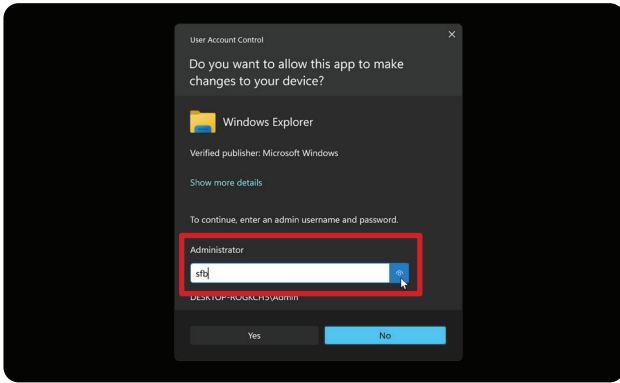 User Account Control
Do you want to allow this app to make
changes to your device?
Windows Explorer
Verified publisher: Microsoft Windows
Show more details
To continue, enter an admin username and password.
Administrator
sfb
DESKTOP-ROGKCHS\Admin
Yes
No